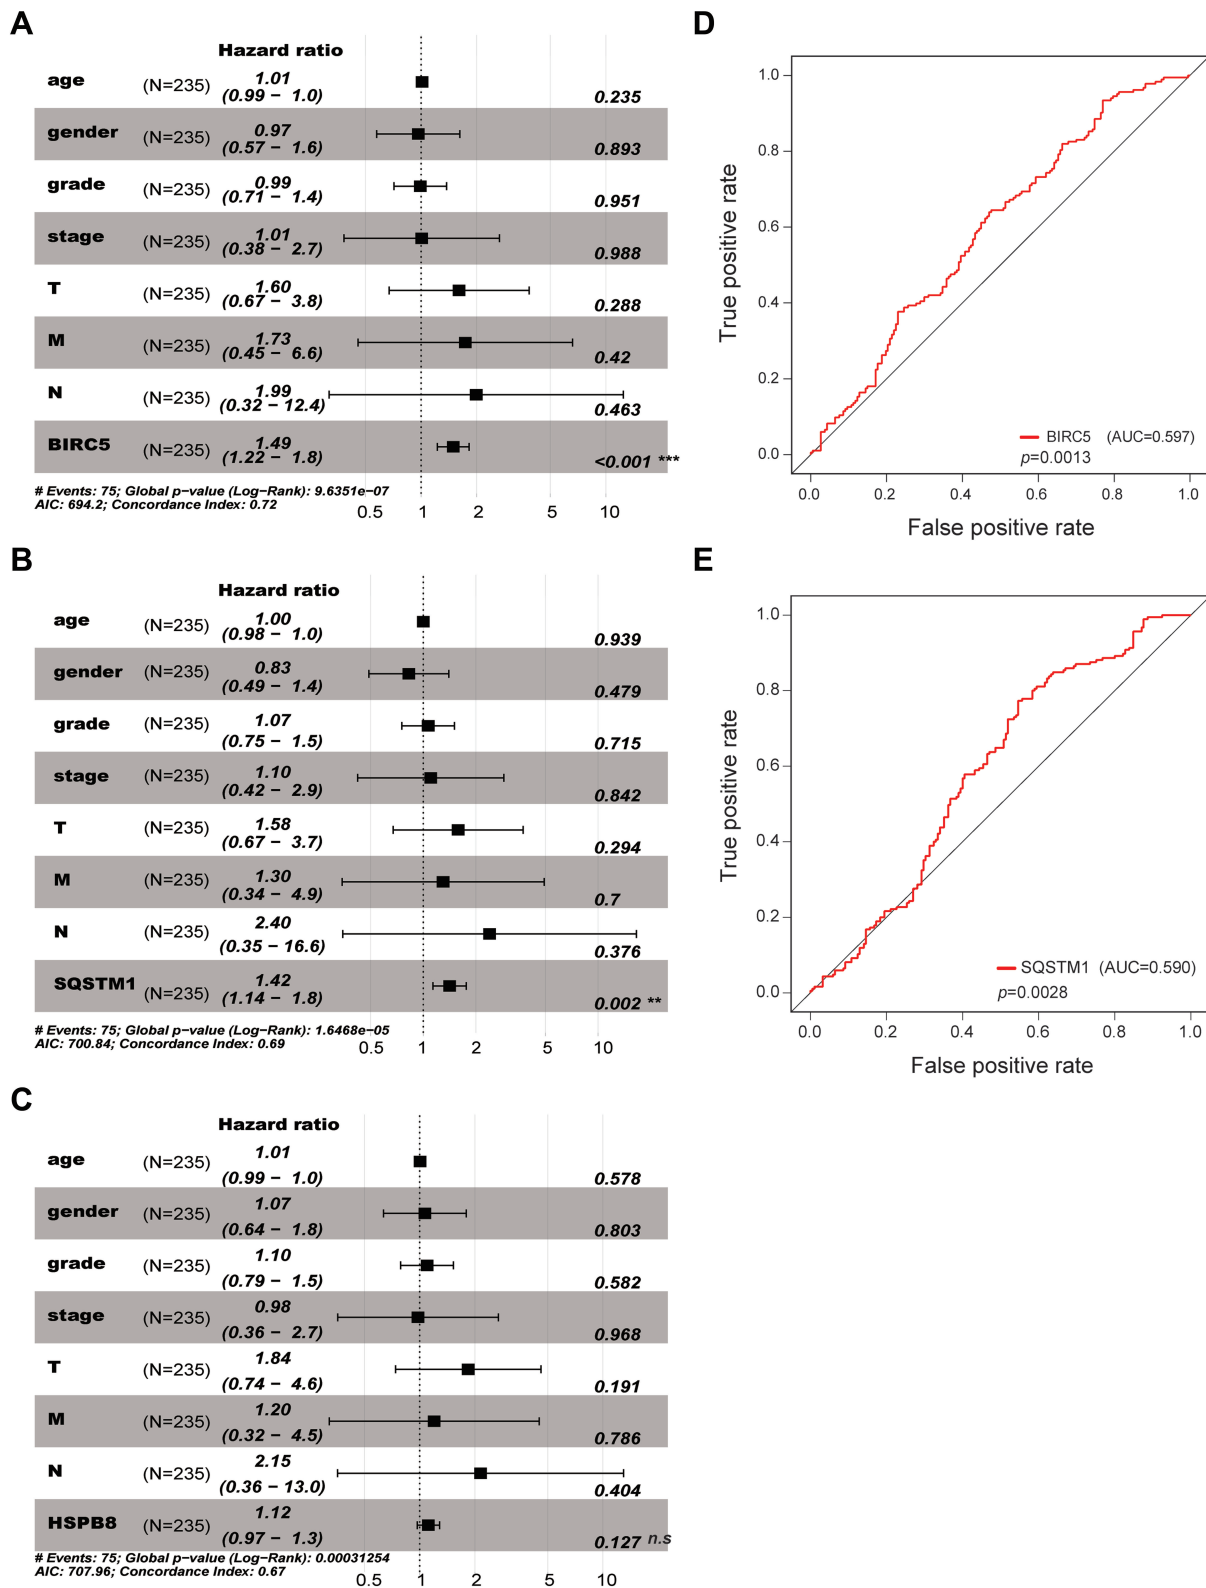 A
Hazard ratio
age (N=235) 1.01 (0.99 − 1.0) 0.235
gender (N=235) 0.97 (0.57 − 1.6) 0.893
grade (N=235) 0.99 (0.71 − 1.4) 0.951
stage (N=235) 1.01 (0.38 − 2.7) 0.988
T (N=235) 1.60 (0.67 − 3.8) 0.288
M (N=235) 1.73 (0.45 − 6.6) 0.42
N (N=235) 1.99 (0.32 − 12.4) 0.463
BIRC5 (N=235) 1.49 (1.22 − 1.8) <0.001 ***
# Events: 75; Global p−value (Log−Rank): 9.6351e−07
AIC: 694.2; Concordance Index: 0.72
0.5 1 2 5 10
B
Hazard ratio
age (N=235) 1.00 (0.98 − 1.0) 0.939
gender (N=235) 0.83 (0.49 − 1.4) 0.479
grade (N=235) 1.07 (0.75 − 1.5) 0.715
stage (N=235) 1.10 (0.42 − 2.9) 0.842
T (N=235) 1.58 (0.67 − 3.7) 0.294
M (N=235) 1.30 (0.34 − 4.9) 0.7
N (N=235) 2.40 (0.35 − 16.6) 0.376
SQSTM1 (N=235) 1.42 (1.14 − 1.8) 0.002 **
# Events: 75; Global p−value (Log−Rank): 1.6468e−05
AIC: 700.84; Concordance Index: 0.69
0.5 1 2 5 10
C
Hazard ratio
age (N=235) 1.01 (0.99 − 1.0) 0.578
gender (N=235) 1.07 (0.64 − 1.8) 0.803
grade (N=235) 1.10 (0.79 − 1.5) 0.582
stage (N=235) 0.98 (0.36 − 2.7) 0.968
T (N=235) 1.84 (0.74 − 4.6) 0.191
M (N=235) 1.20 (0.32 − 4.5) 0.786
N (N=235) 2.15 (0.36 − 13.0) 0.404
HSPB8 (N=235) 1.12 (0.97 − 1.3) 0.127 n.s
# Events: 75; Global p−value (Log−Rank): 0.00031254
AIC: 707.96; Concordance Index: 0.67
0.5 1 2 5 10
D
True positive rate
1.0
0.8
0.6
0.4
0.2
0.0
BIRC5 (AUC=0.597)
p=0.0013
0.0 0.2 0.4 0.6 0.8 1.0
False positive rate
E
True positive rate
1.0
0.8
0.6
0.4
0.2
0.0
SQSTM1 (AUC=0.590)
p=0.0028
0.0 0.2 0.4 0.6 0.8 1.0
False positive rate